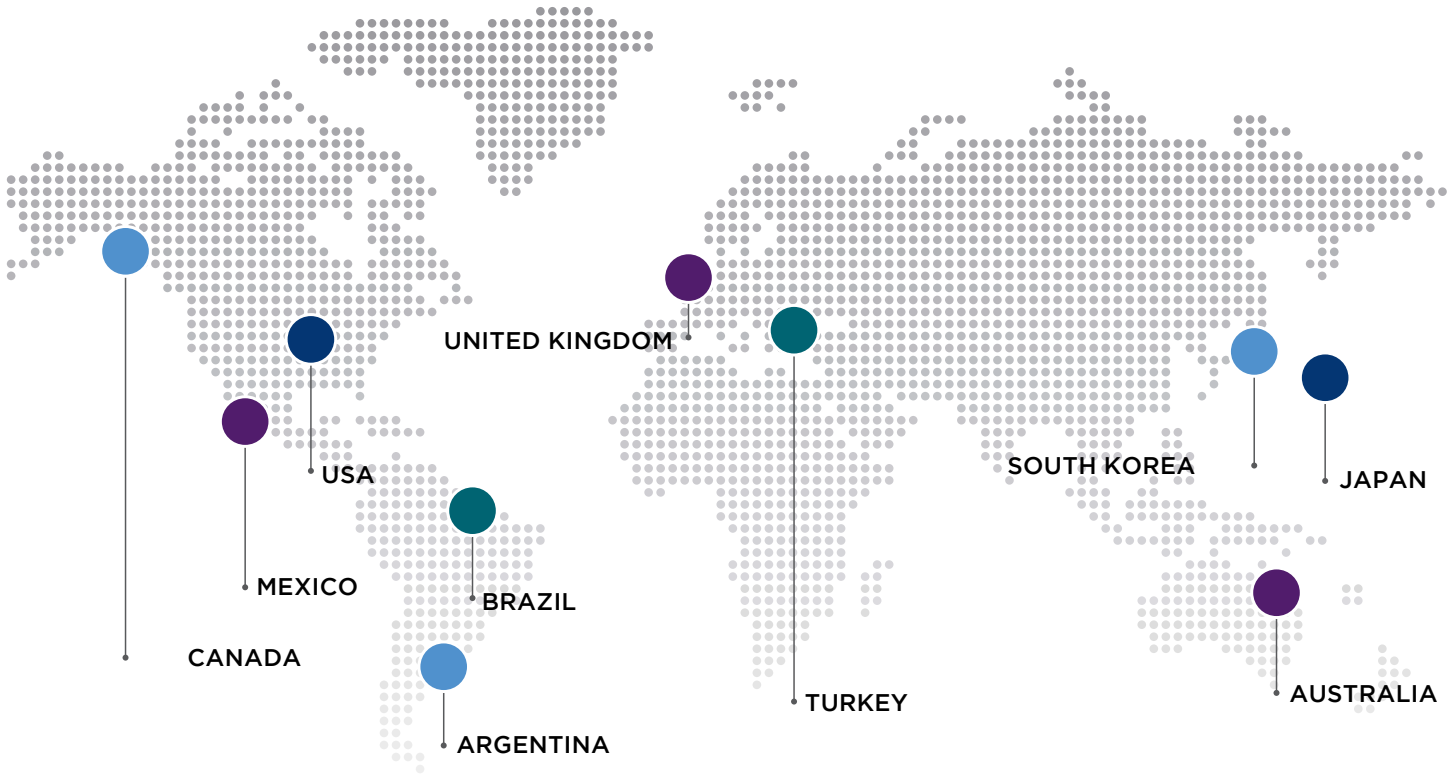 UNITED KINGDOM
SOUTH KOREA
USA
JAPAN
MEXICO
BRAZIL
CANADA
AUSTRALIA
TURKEY
ARGENTINA